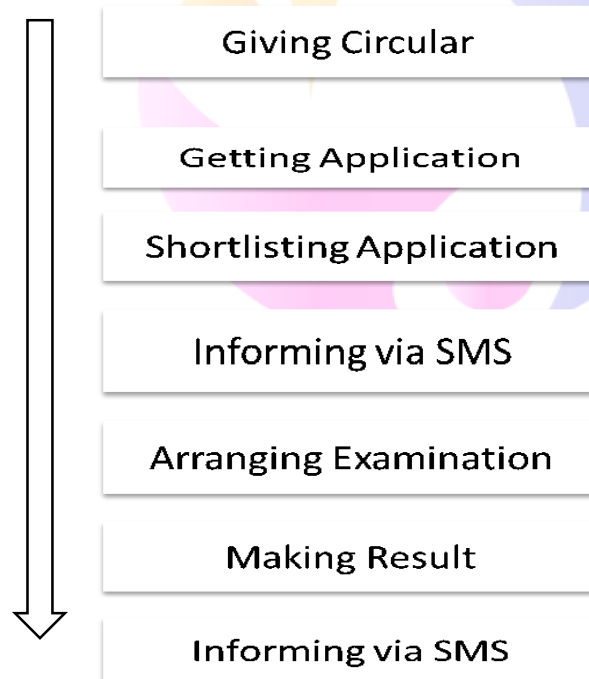 Giving Circular
Getting Application
Shortlisting Application
Informing via SMS
Arranging Examination
Making Result
Informing via SMS